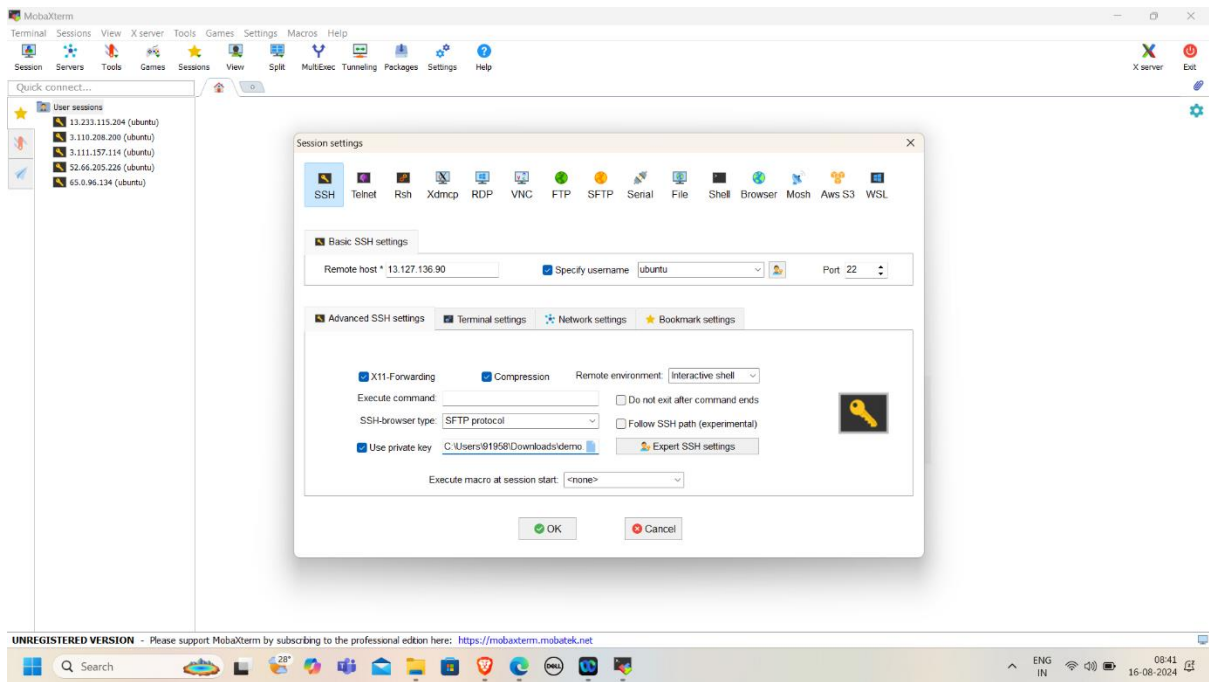 MobaXterm
Terminal Sessions View X server Tools Games Settings Macros Help
Session Servers Tools Games Sessions View Split MultiExec Tunneling Packages Settings Help X server Exit
Quick connect...
User sessions
13.233.115.204 (ubuntu)
3.110.208.200 (ubuntu)
3.111.157.114 (ubuntu)
52.66.205.226 (ubuntu)
65.0.96.134 (ubuntu)
Session settings
SSH Telnet Rsh Xdmcp RDP VNC FTP SFTP Serial File Shell Browser Mosh Aws S3 WSL
Basic SSH settings
Remote host * 13.127.136.90 Specify username ubuntu Port 22
Advanced SSH settings Terminal settings Network settings Bookmark settings
X11-Forwarding Compression Remote environment: Interactive shell
Execute command: Do not exit after command ends
SSH-browser type: SFTP protocol Follow SSH path (experimental)
Use private key C:\Users\91958\Downloads\demo. Expert SSH settings
Execute macro at session start: <none>
OK Cancel
UNREGISTERED VERSION - Please support MobaXterm by subscribing to the professional edition here: https://mobaxterm.mobatek.net
Search 28° DELL ENG 08:41
IN 16-08-2024